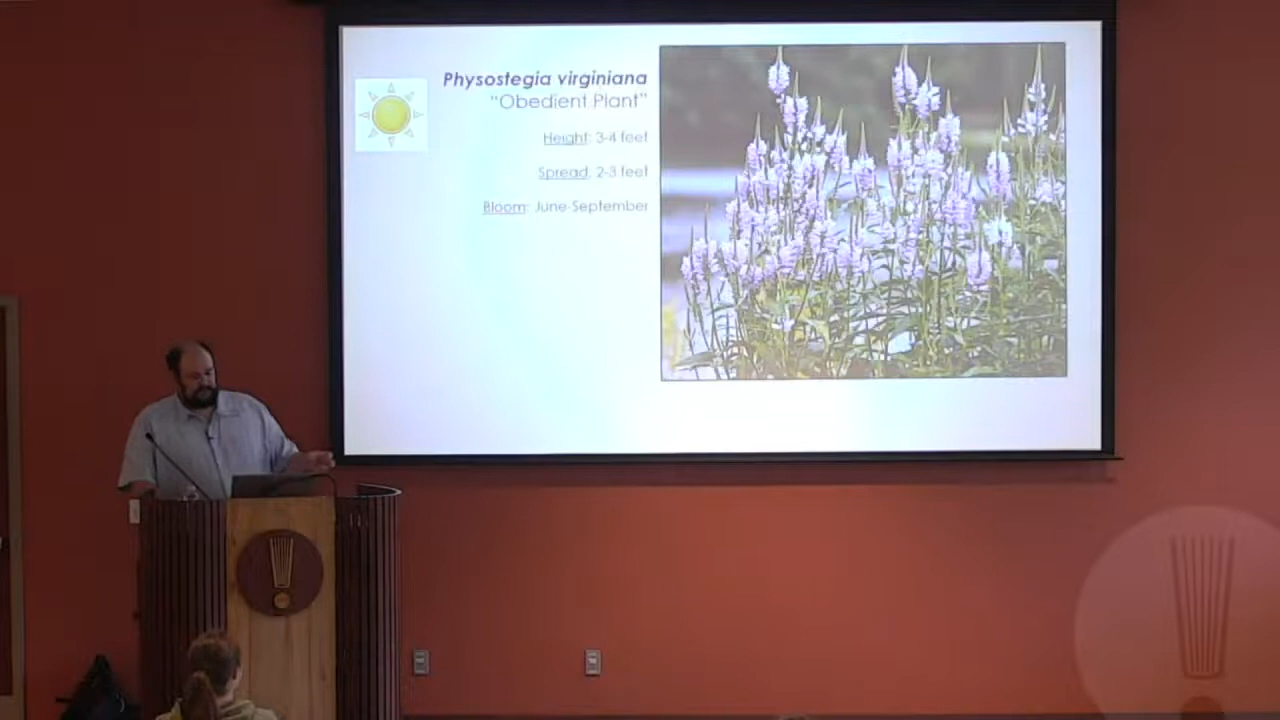 Physostegia virginiana
“Obedient Plant”
Height: 3-4 feet
Spread: 2-3 feet
Bloom: June-September